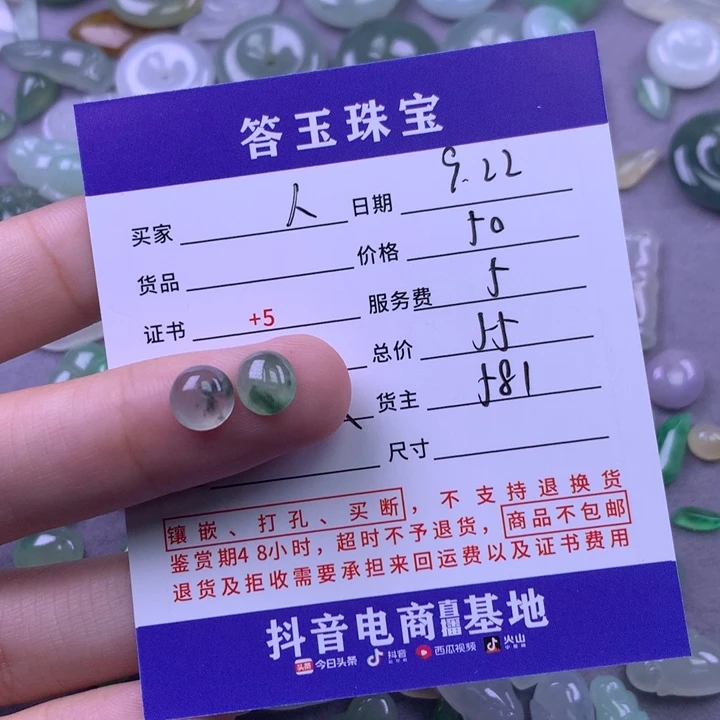 答玉珠宝
买家 人 日期 9.22
货品 价格 50
证书 +5 服务费 5
总价 55
货主 581
尺寸
镶嵌、打孔、买断，不支持退换货
鉴赏期48小时，超时不予退货，商品不包邮
退货及拒收需要承担来回运费以及证书费用
抖音电商直播基地
头条 今日头条 抖音 西瓜视频 火山